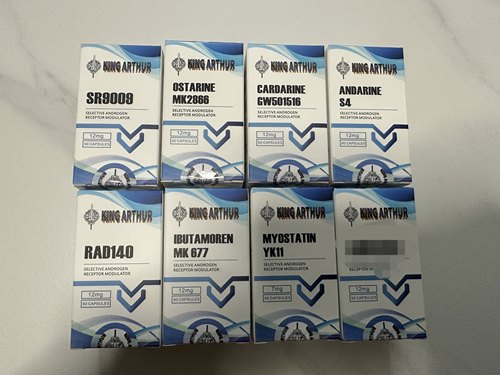 KING ARTHUR
SR9009
SELECTIVE ANDROGEN
RECEPTOR MODULATOR
12mg
60 CAPSULES
KING ARTHUR
OSTARINE
MK2866
SELECTIVE ANDROGEN
RECEPTOR MODULATOR
12mg
60 CAPSULES
KING ARTHUR
CARDARINE
GW501516
SELECTIVE ANDROGEN
RECEPTOR MODULATOR
12mg
60 CAPSULES
KING ARTHUR
ANDARINE
S4
SELECTIVE ANDROGEN
RECEPTOR MODULATOR
12mg
60 CAPSULES
KING ARTHUR
RAD140
SELECTIVE ANDROGEN
RECEPTOR MODULATOR
12mg
60 CAPSULES
KING ARTHUR
IBUTAMOREN
MK 677
SELECTIVE ANDROGEN
RECEPTOR MODULATOR
12mg
60 CAPSULES
KING ARTHUR
MYOSTATIN
YK11
SELECTIVE ANDROGEN
RECEPTOR MODULATOR
7mg
60 CAPSULES
KING ARTHUR
12mg
60 CAPSULES